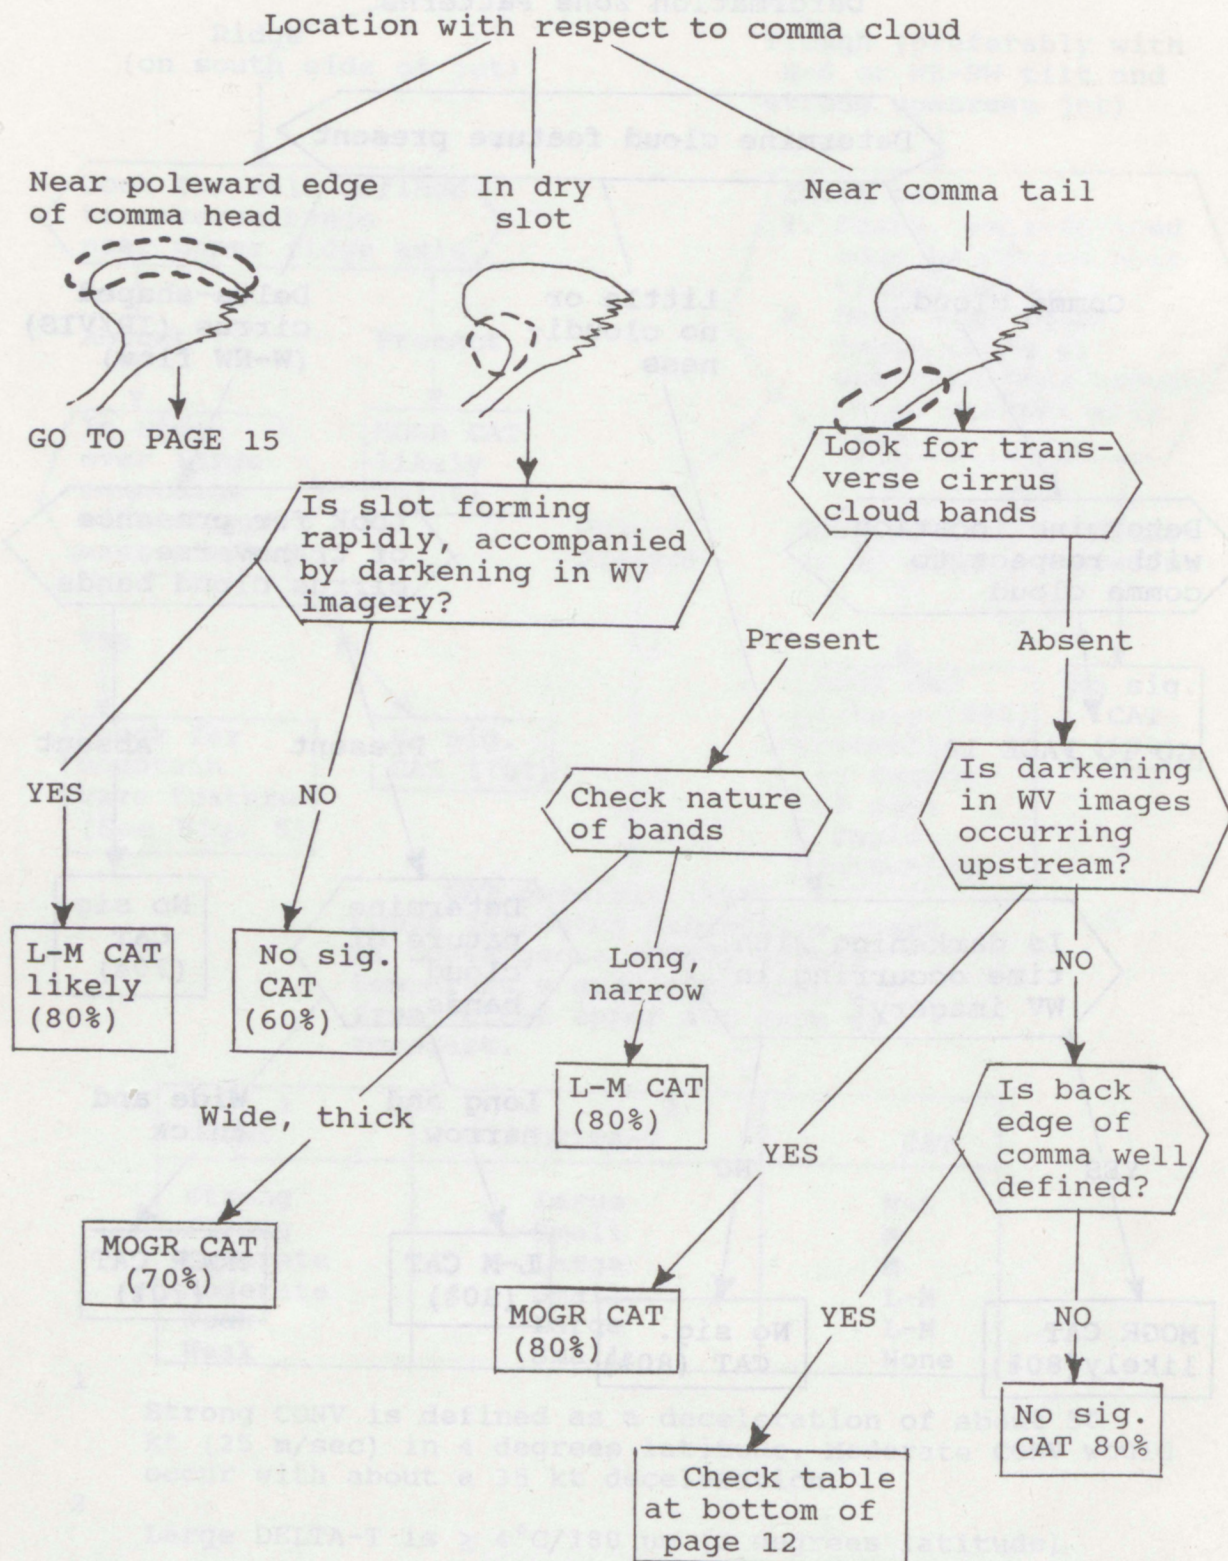 Location with respect to comma cloud
Near poleward edge
of comma head
In dry
slot
Near comma tail
GO TO PAGE 15
Is slot forming
rapidly, accompanied
by darkening in WV
imagery?
Look for trans-
verse cirrus
cloud bands
Present
Absent
YES
NO
Check nature
of bands
Is darkening
in WV images
occurring
upstream?
L-M CAT
likely
(80%)
No sig.
CAT
(60%)
Long,
narrow
NO
Wide, thick
L-M CAT
(80%)
YES
Is back
edge of
comma well
defined?
MOGR CAT
(70%)
MOGR CAT
(80%)
YES
NO
No sig.
CAT 80%
Check table
at bottom of
page 12